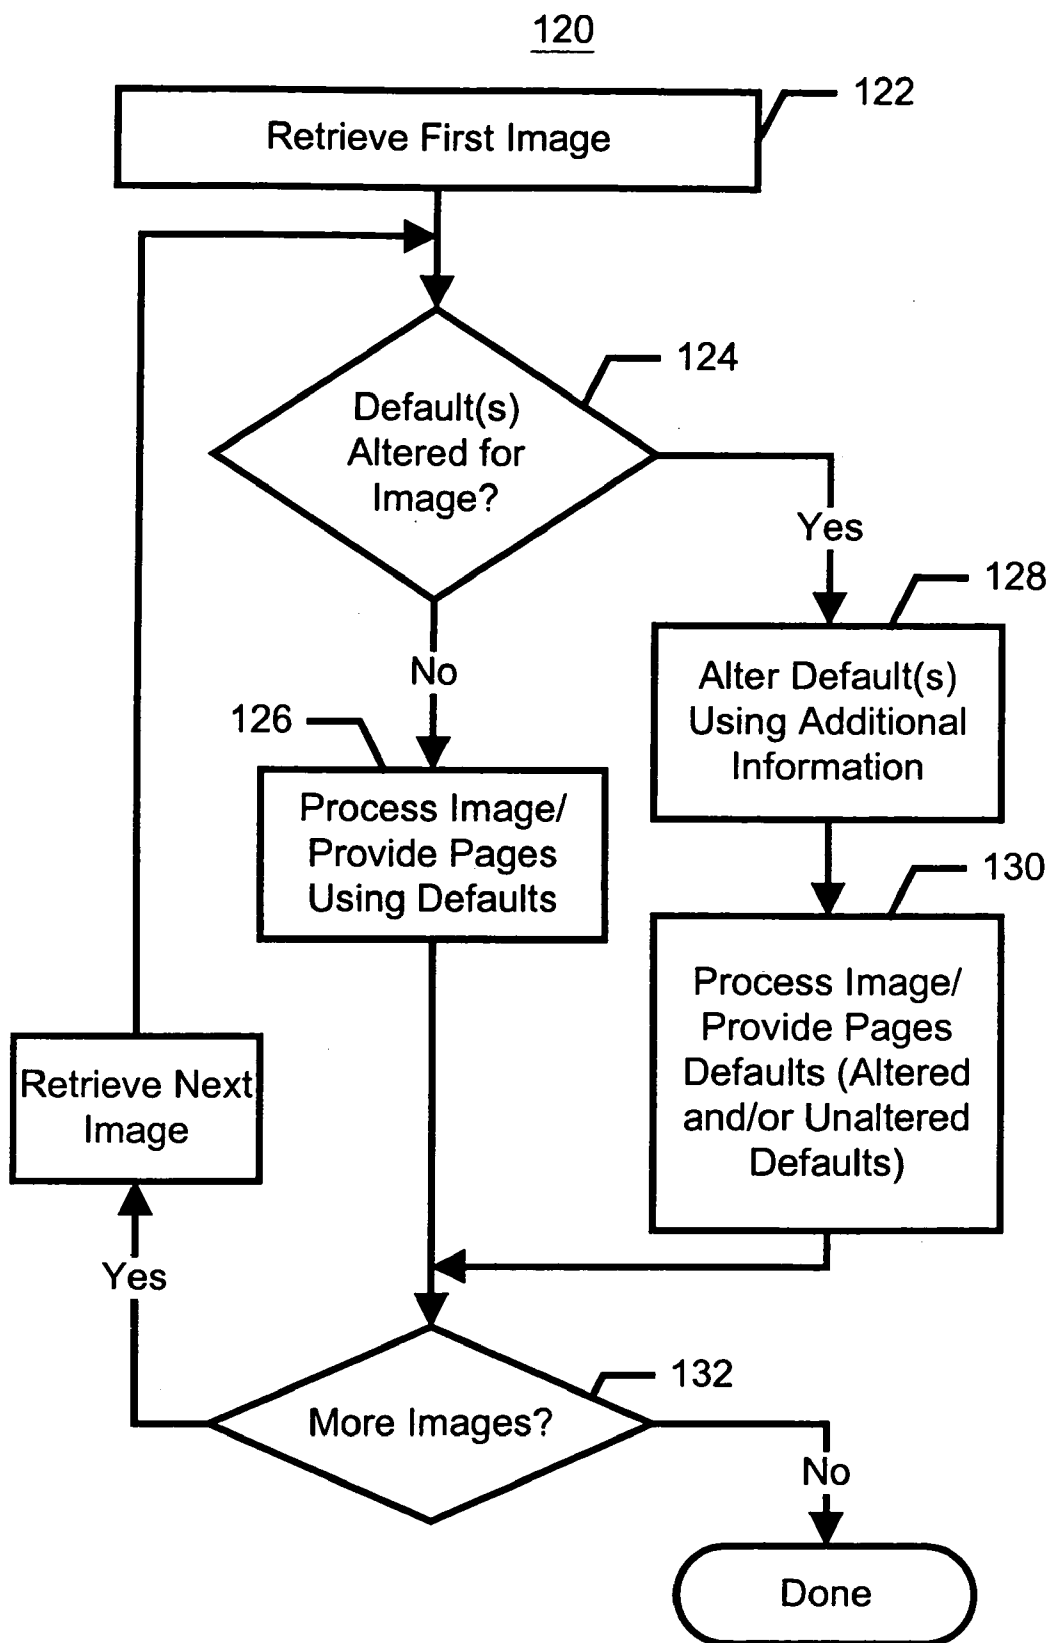 120
122
Retrieve First Image
124
Default(s)
Altered for
Image?
Yes
128
No
Alter Default(s)
Using Additional
Information
126
Process Image/
Provide Pages
Using Defaults
130
Process Image/
Provide Pages
Defaults (Altered
and/or Unaltered
Defaults)
Retrieve Next
Image
Yes
132
More Images?
No
Done